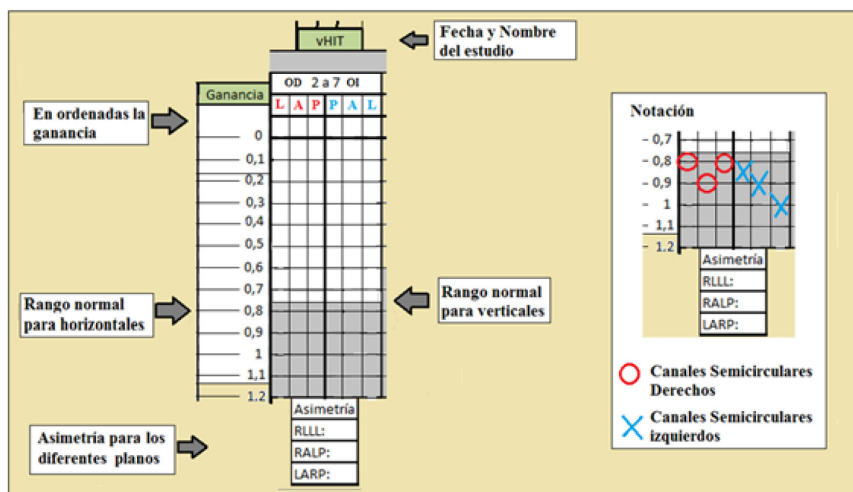 vHIT
Fecha y Nombre
del estudio
En ordenadas la
ganancia
Ganancia
OD 2 a 7 OI
L A P P A L
0
0,1
0,2
0,3
0,4
0,5
0,6
0,7
0,8
0,9
1
1,1
1.2
Rango normal
para horizontales
Rango normal
para verticales
Asimetría para los
diferentes planos
Asimetría
RLLL:
RALP:
LARP:
Notación
0,7
0,8
0,9
1
1,1
1.2
Asimetría
RLLL:
RALP:
LARP:
Canales Semicirculares
Derechos
Canales Semicirculares
izquierdos